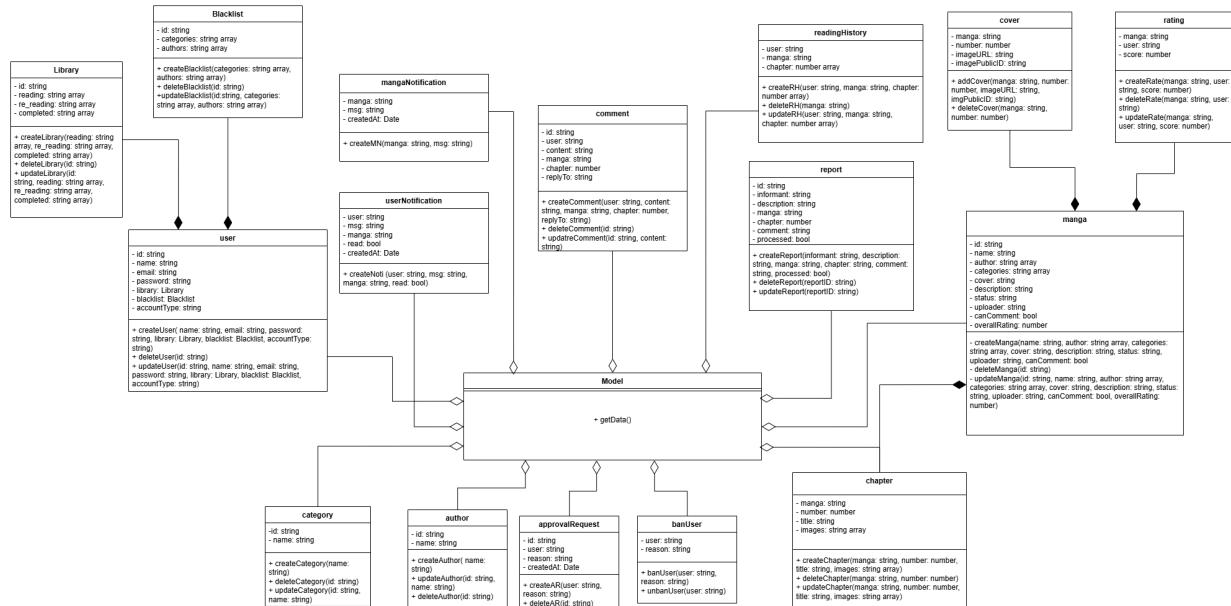 Blacklist
- id: string
- categories: string array
- authors: string array
+ createBlacklist(categories: string array,
authors: string array)
+ deleteBlacklist(id: string)
+updateBlacklist(id:string, categories:
string array, authors: string array)
Library
- id: string
- reading: string array
- re_reading: string array
- completed: string array
+ createLibrary(reading: string
array, re_reading: string array,
completed: string array)
+ deleteLibrary(id: string)
+ updateLibrary(id:
string, reading: string array,
re_reading: string array,
completed: string array)
mangaNotification
- manga: string
- msg: string
- createdAt: Date
+ createMN(manga: string, msg: string)
comment
- id: string
- user: string
- content: string
- manga: string
- chapter: number
- replyTo: string
+ createComment(user: string, content:
string, manga: string, chapter: number,
replyTo: string)
+ deleteComment(id: string)
+ updatreComment(id: string, content:
string)
readingHistory
- user: string
- manga: string
- chapter: number array
+ createRH(user: string, manga: string, chapter:
number array)
+ deleteRH(manga: string)
+ updateRH(user: string, manga: string,
chapter: number array)
cover
- manga: string
- number: number
- imageURL: string
- imagePublicID: string
+ addCover(manga: string, number:
number, imageURL: string,
imgPublicID: string)
+ deleteCover(manga: string,
number: number)
rating
- manga: string
- user: string
- score: number
+ createRate(manga: string, user:
string, score: number)
+ deleteRate(manga: string, user:
string)
+ updateRate(manga: string,
user: string, score: number)
userNotification
- user: string
- msg: string
- manga: string
- read: bool
- createdAt: Date
+ createNoti (user: string, msg: string,
manga: string, read: bool)
report
- id: string
- informant: string
- description: string
- manga: string
- chapter: number
- comment: string
- processed: bool
+ createReport(informant: string, description:
string, manga: string, chapter: string, comment:
string, processed: bool)
+ deleteReport(reportID: string)
+ updateReport(reportID: string)
user
- id: string
- name: string
- email: string
- password: string
- library: Library
- blacklist: Blacklist
- accountType: string
+ createUser( name: string, email: string, password:
string, library: Library, blacklist: Blacklist, accountType:
string)
+ deleteUser(id: string)
+ updateUser(id: string, name: string, email: string,
password: string, library: Library, blacklist: Blacklist,
accountType: string)
manga
- id: string
- name: string
- author: string array
- categories: string array
- cover: string
- description: string
- status: string
- uploader: string
- canComment: bool
- overallRating: number
- createManga(name: string, author: string array, categories:
string array, cover: string, description: string, status: string,
uploader: string, canComment: bool
- deleteManga(id: string)
- updateManga(id: string, name: string, author: string array,
categories: string array, cover: string, description: string, status:
string, uploader: string, canComment: bool, overallRating:
number)
Model
+ getData()
category
-id: string
- name: string
+ createCategory(name:
string)
+ deleteCategory(id: string)
+ updateCategory(id: string,
name: string)
author
- id: string
- name: string
+ createAuthor( name:
string)
+ updateAuthor(id: string,
name: string)
+ deleteAuthor(id: string)
approvalRequest
- id: string
- user: string
- reason: string
- createdAt: Date
+ createAR(user: string,
reason: string)
+ deleteAR(id: string)
banUser
- user: string
- reason: string
+ banUser(user: string,
reason: string)
+ unbanUser(user: string)
chapter
- manga: string
- number: number
- title: string
- images: string array
+ createChapter(manga: string, number: number,
title: string, images: string array)
+ deleteChapter(manga: string, number: number)
+ updateChapter(manga: string, number: number,
title: string, images: string array)